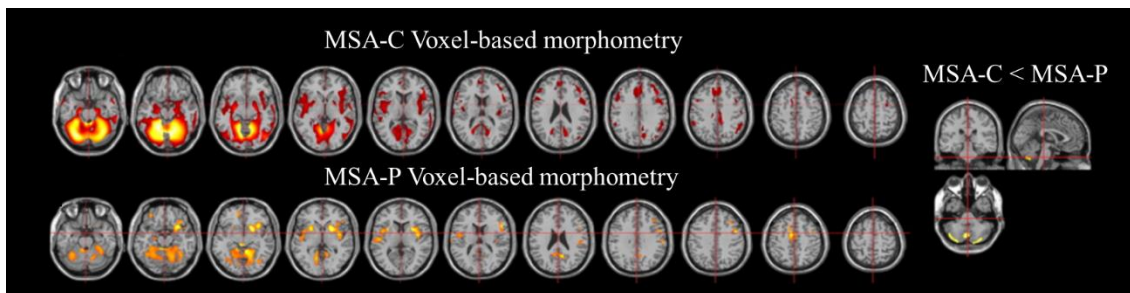 MSA-C Voxel-based morphometry
MSA-C < MSA-P
MSA-P Voxel-based morphometry